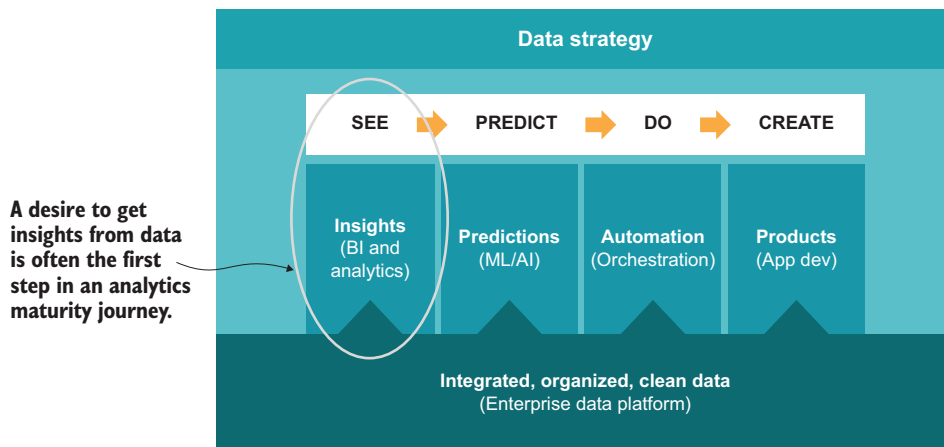 Data strategy
SEE PREDICT DO CREATE
A desire to get
insights from data
is often the first
step in an analytics
maturity journey.
Insights
(BI and
analytics)
Predictions
(ML/AI)
Automation
(Orchestration)
Products
(App dev)
Integrated, organized, clean data
(Enterprise data platform)